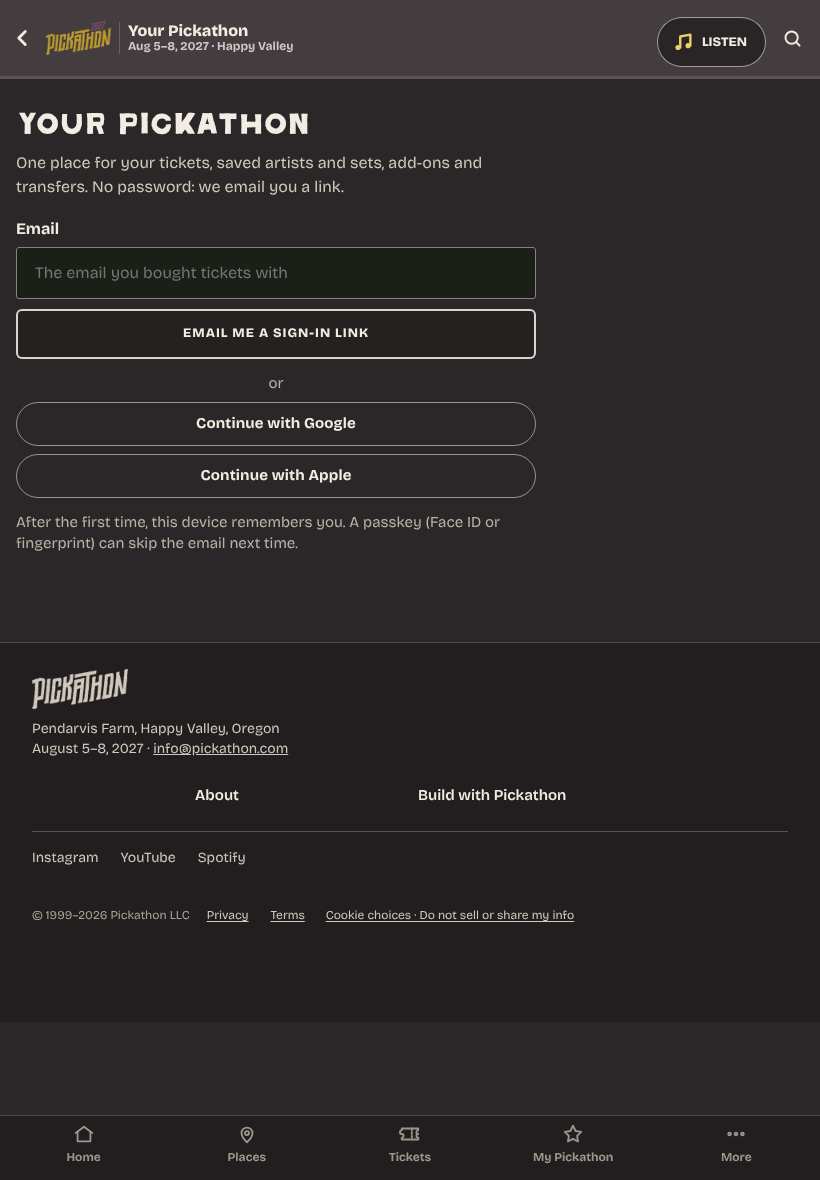 PICKATHON
Your Pickathon
Aug 5–8, 2027 · Happy Valley
LISTEN
YOUR PICKATHON
One place for your tickets, saved artists and sets, add-ons and
transfers. No password: we email you a link.
Email
The email you bought tickets with
EMAIL ME A SIGN-IN LINK
or
Continue with Google
Continue with Apple
After the first time, this device remembers you. A passkey (Face ID or
fingerprint) can skip the email next time.
PICKATHON
Pendarvis Farm, Happy Valley, Oregon
August 5–8, 2027 · info@pickathon.com
About
Build with Pickathon
Instagram YouTube Spotify
© 1999–2026 Pickathon LLC Privacy Terms Cookie choices · Do not sell or share my info
Home Places Tickets My Pickathon More